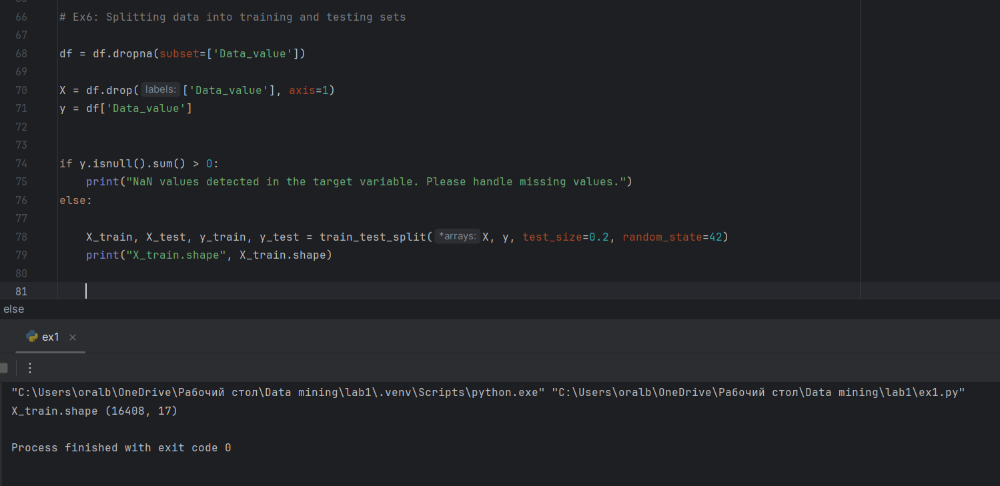 66 # Ex6: Splitting data into training and testing sets
67
68 df = df.dropna(subset=['Data_value'])
69
70 X = df.drop( labels: ['Data_value'], axis=1)
71 y = df['Data_value']
72
73
74 if y.isnull().sum() > 0:
75     print("NaN values detected in the target variable. Please handle missing values.")
76 else:
77
78     X_train, X_test, y_train, y_test = train_test_split( *arrays: X, y, test_size=0.2, random_state=42)
79     print("X_train.shape", X_train.shape)
80
81
else
ex1
"C:\Users\oralb\OneDrive\Рабочий стол\Data mining\lab1\.venv\Scripts\python.exe" "C:\Users\oralb\OneDrive\Рабочий стол\Data mining\lab1\ex1.py"
X_train.shape (16408, 17)
Process finished with exit code 0